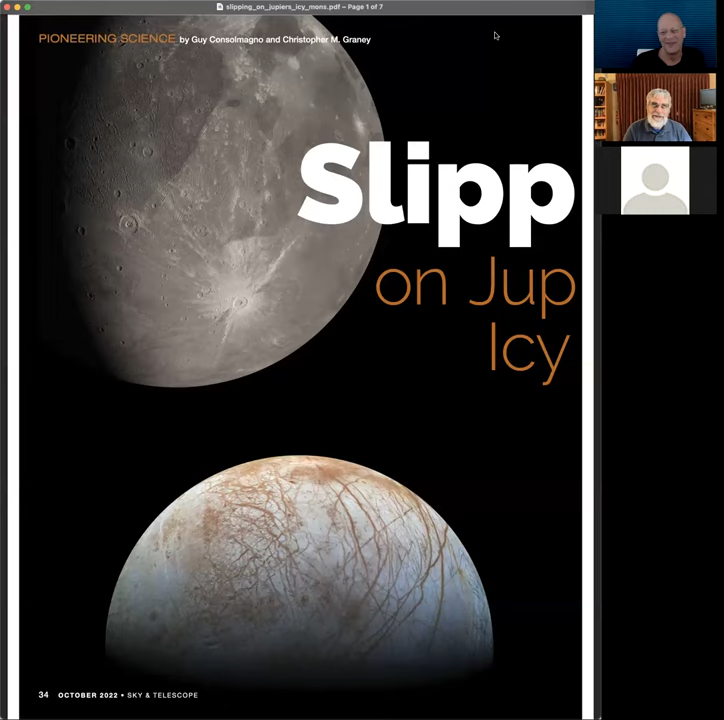 slipping_on_jupiers_icy_mons.pdf – Page 1 of 7
PIONEERING SCIENCE by Guy Consolmagno and Christopher M. Graney
Slipp
on Jup
Icy
34 OCTOBER 2022 • SKY & TELESCOPE